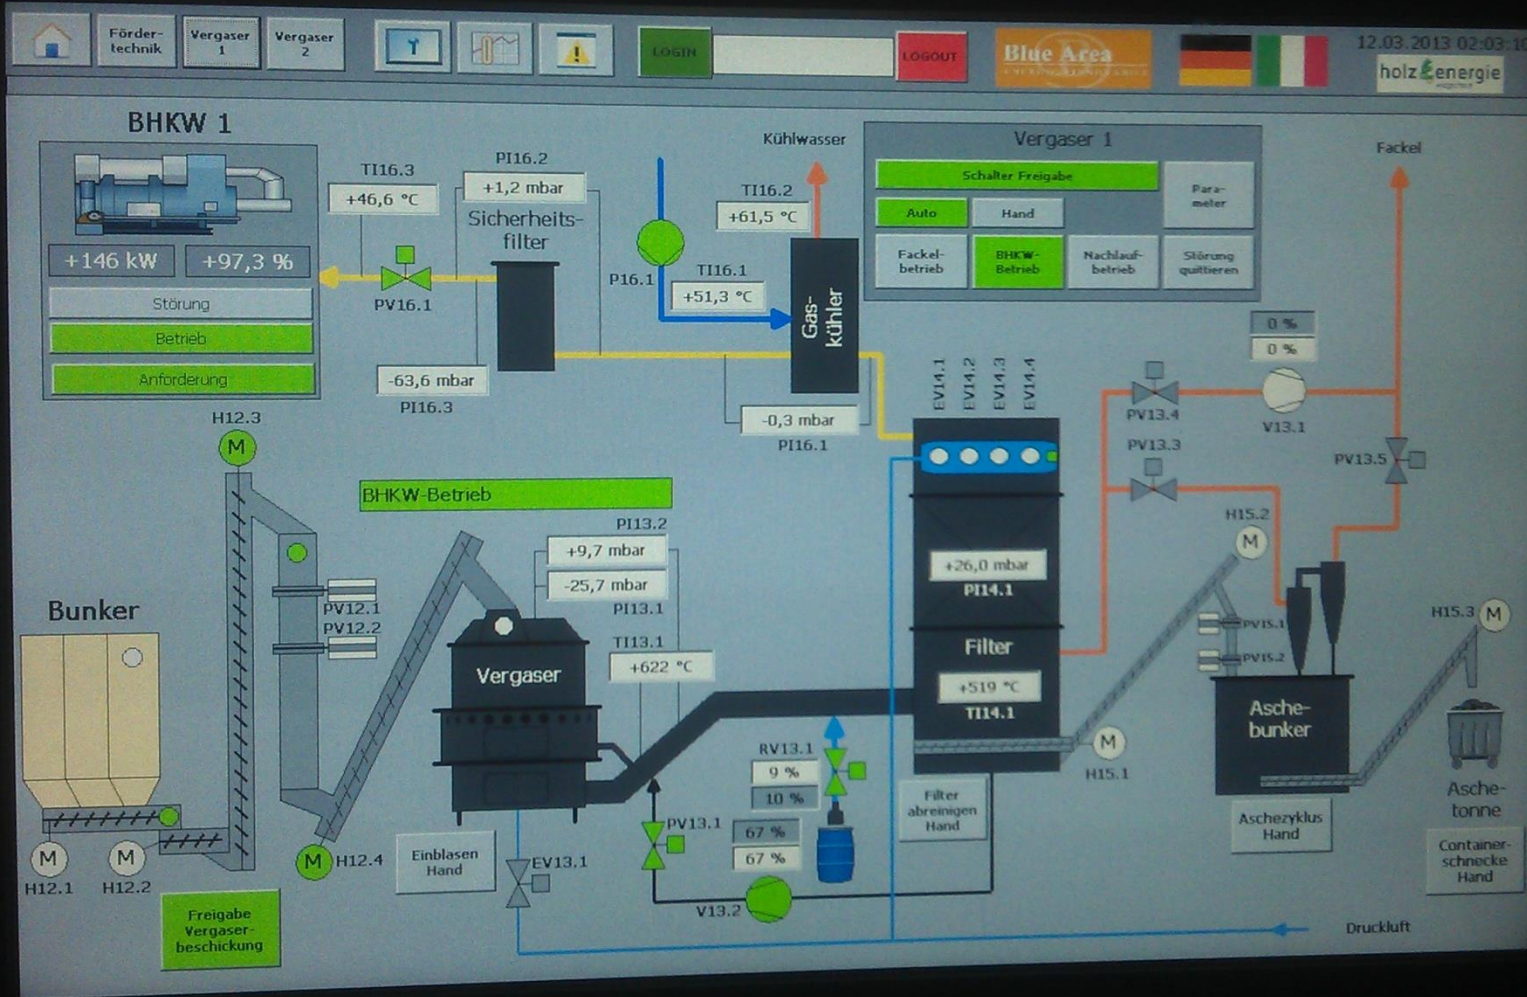 Förder-
technik
Vergaser
1
Vergaser
2
LOGIN
LOGOUT
Blue Area
12.03.2013 02:03:10
holz energie
BHKW 1
+146 kW
+97,3 %
Störung
Betrieb
Anforderung
TI16.3
+46,6 °C
PV16.1
PI16.2
+1,2 mbar
Sicherheits-
filter
-63,6 mbar
PI16.3
P16.1
TI16.1
+51,3 °C
Kühlwasser
TI16.2
+61,5 °C
Gas-
kühler
-0,3 mbar
PI16.1
Vergaser 1
Schalter Freigabe
Para-
meter
Auto
Hand
Fackel-
betrieb
BHKW-
Betrieb
Nachlauf-
betrieb
Störung
quittieren
Fackel
0 %
0 %
V13.1
PV13.4
PV13.3
PV13.5
EV14.1
EV14.2
EV14.3
EV14.4
+26,0 mbar
PI14.1
Filter
+519 °C
TI14.1
H12.3
M
BHKW-Betrieb
PI13.2
+9,7 mbar
-25,7 mbar
PI13.1
TI13.1
+622 °C
PV12.1
PV12.2
Bunker
Vergaser
M
H12.1
M
H12.2
M
H12.4
Freigabe
Vergaser-
beschickung
Einblasen
Hand
EV13.1
RV13.1
9 %
10 %
PV13.1
67 %
67 %
V13.2
Filter
abreinigen
Hand
M
H15.1
H15.2
M
PV15.1
PV15.2
H15.3
M
Asche-
bunker
Aschezyklus
Hand
Asche-
tonne
Container-
schnecke
Hand
Druckluft